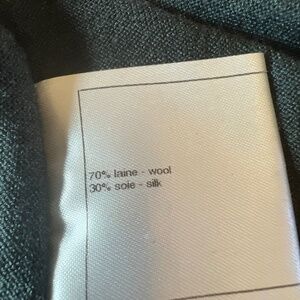 70% laine - wool
30% soie - silk